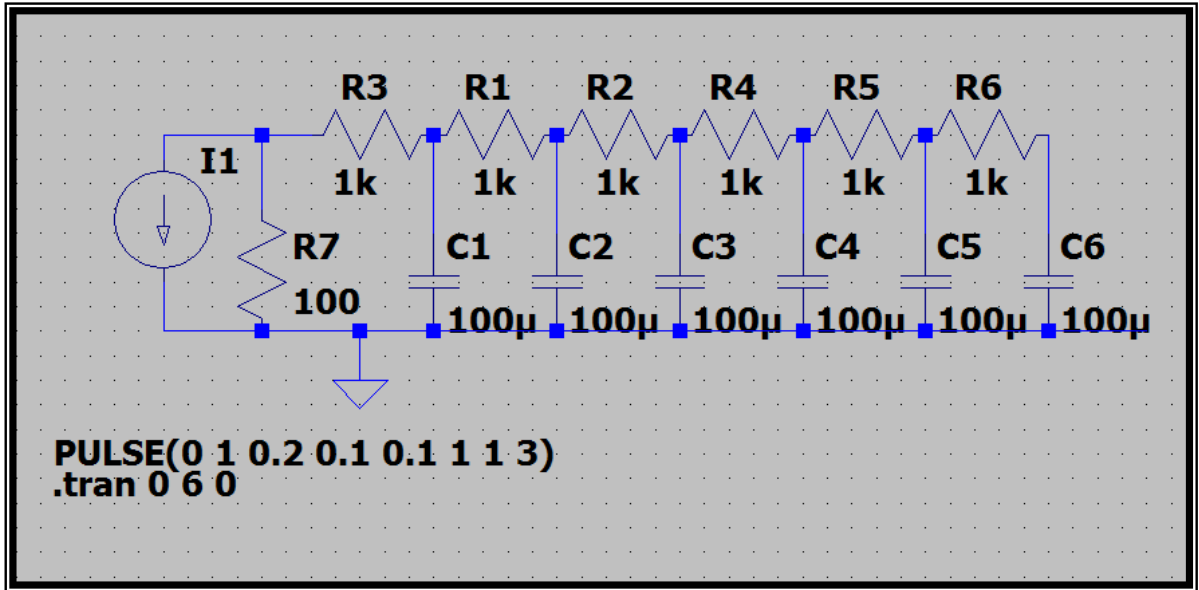 R3 R1 R2 R4 R5 R6
I1 1k 1k 1k 1k 1k 1k
R7 C1 C2 C3 C4 C5 C6
100 100µ 100µ 100µ 100µ 100µ 100µ
PULSE(0 1 0.2 0.1 0.1 1 1 3)
.tran 0 6 0